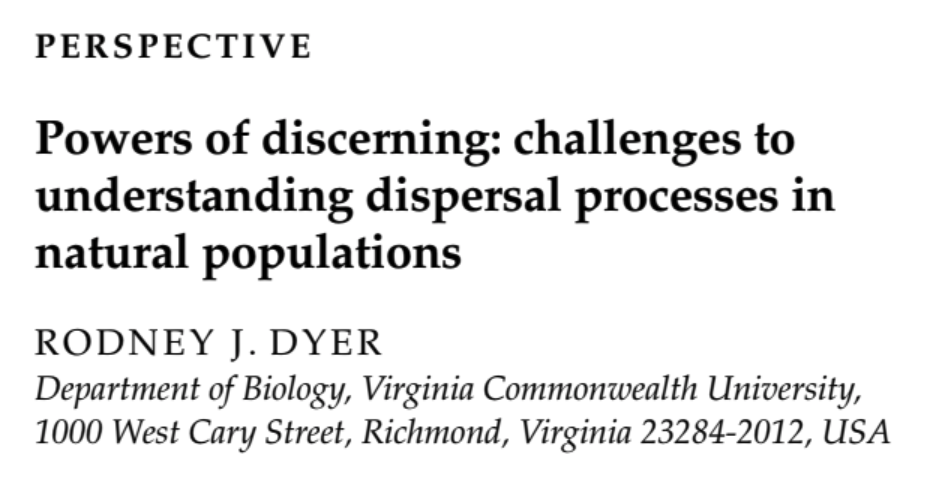 PERSPECTIVE
Powers of discerning: challenges to
understanding dispersal processes in
natural populations
RODNEY J. DYER
Department of Biology, Virginia Commonwealth University,
1000 West Cary Street, Richmond, Virginia 23284-2012, USA